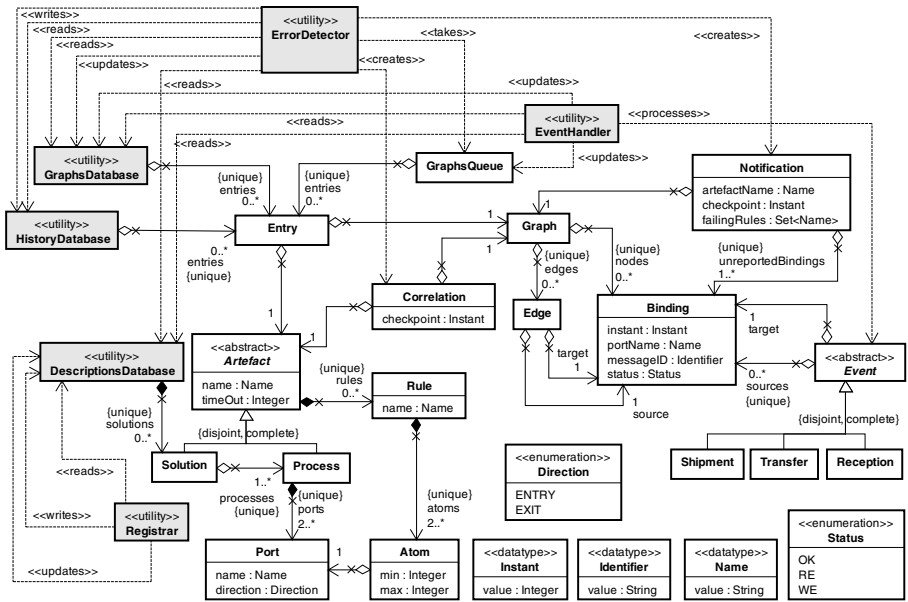 <<writes>>
<<reads>>
<<reads>>
<<updates>>
<<utility>>
ErrorDetector
<<takes>>
<<creates>>
<<creates>>
<<reads>>
<<updates>>
<<reads>>
<<reads>>
<<utility>>
EventHandler
<<processes>>
<<updates>>
<<utility>>
GraphsDatabase
GraphsQueue
Notification
artefactName : Name
checkpoint : Instant
failingRules : Set<Name>
{unique}
entries
0..*
{unique}
entries
0..*
<<utility>>
HistoryDatabase
Entry
0..*
entries
{unique}
1
1
1
Graph
{unique}
edges
0..*
{unique}
nodes
0..*
{unique}
unreportedBindings
1..*
Correlation
checkpoint : Instant
Edge
Binding
instant : Instant
portName : Name
messageID : Identifier
status : Status
1
target
0..*
sources
{unique}
<<abstract>>
Event
target
1
1
source
1
1
<<utility>>
DescriptionsDatabase
<<abstract>>
Artefact
name : Name
timeOut : Integer
{unique}
rules
0..*
Rule
name : Name
{unique}
solutions
0..*
{disjoint, complete}
{disjoint, complete}
Solution
Process
1..*
processes
{unique}
{unique}
ports
2..*
{unique}
atoms
2..*
Shipment
Transfer
Reception
<<enumeration>>
Direction
ENTRY
EXIT
<<reads>>
<<writes>>
<<utility>>
Registrar
<<updates>>
Port
name : Name
direction : Direction
1
Atom
min : Integer
max : Integer
<<datatype>>
Instant
value : Integer
<<datatype>>
Identifier
value : String
<<datatype>>
Name
value : String
<<enumeration>>
Status
OK
RE
WE